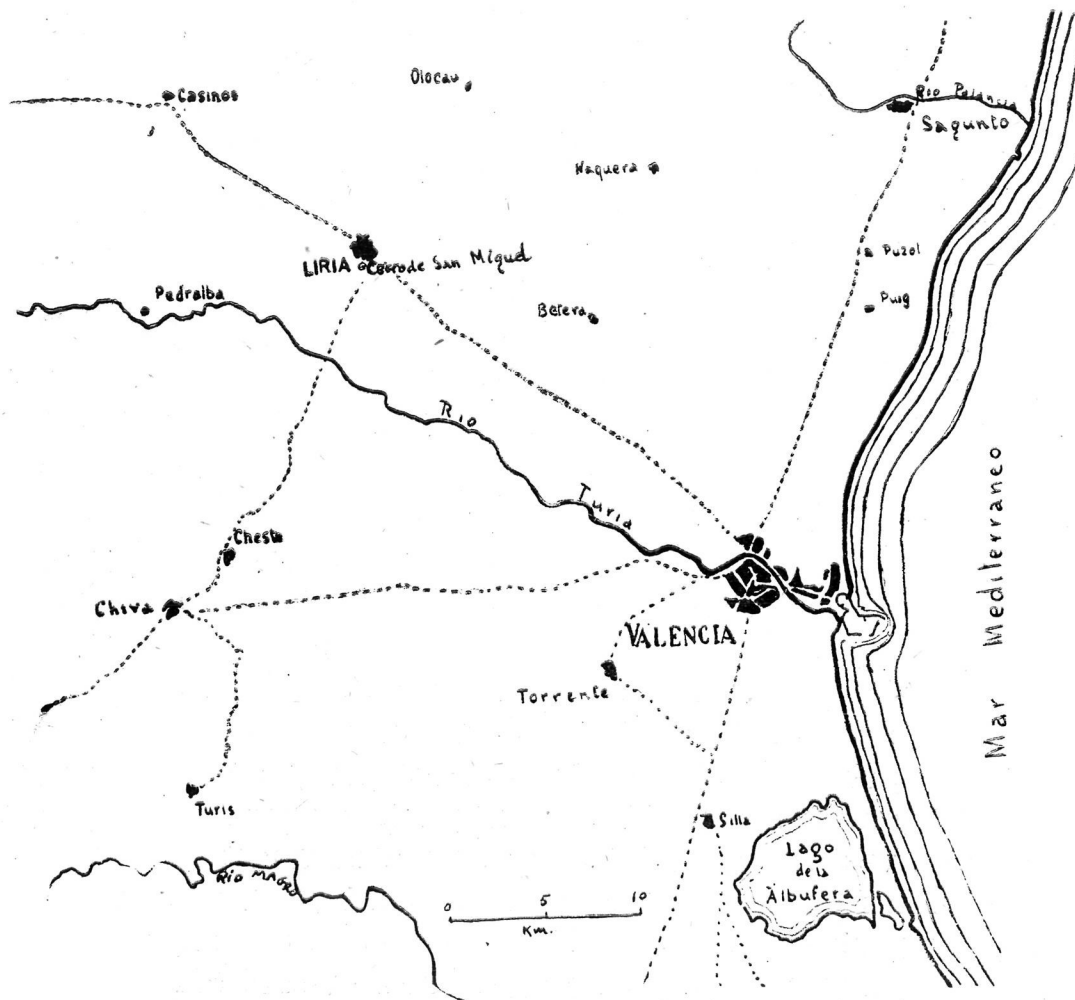 Olocau
Casinos
Rio Palancia
Sagunto
Naquera
Puzol
LIRIA
Cerro de San Miguel
Pedralba
Puig
Betera
Rio
Turia
Mar Mediterraneo
Cheste
Chiva
VALENCIA
Torrente
Turis
Silla
Lago
de la
Albufera
RIO MAGRO
0 5 10
Km.